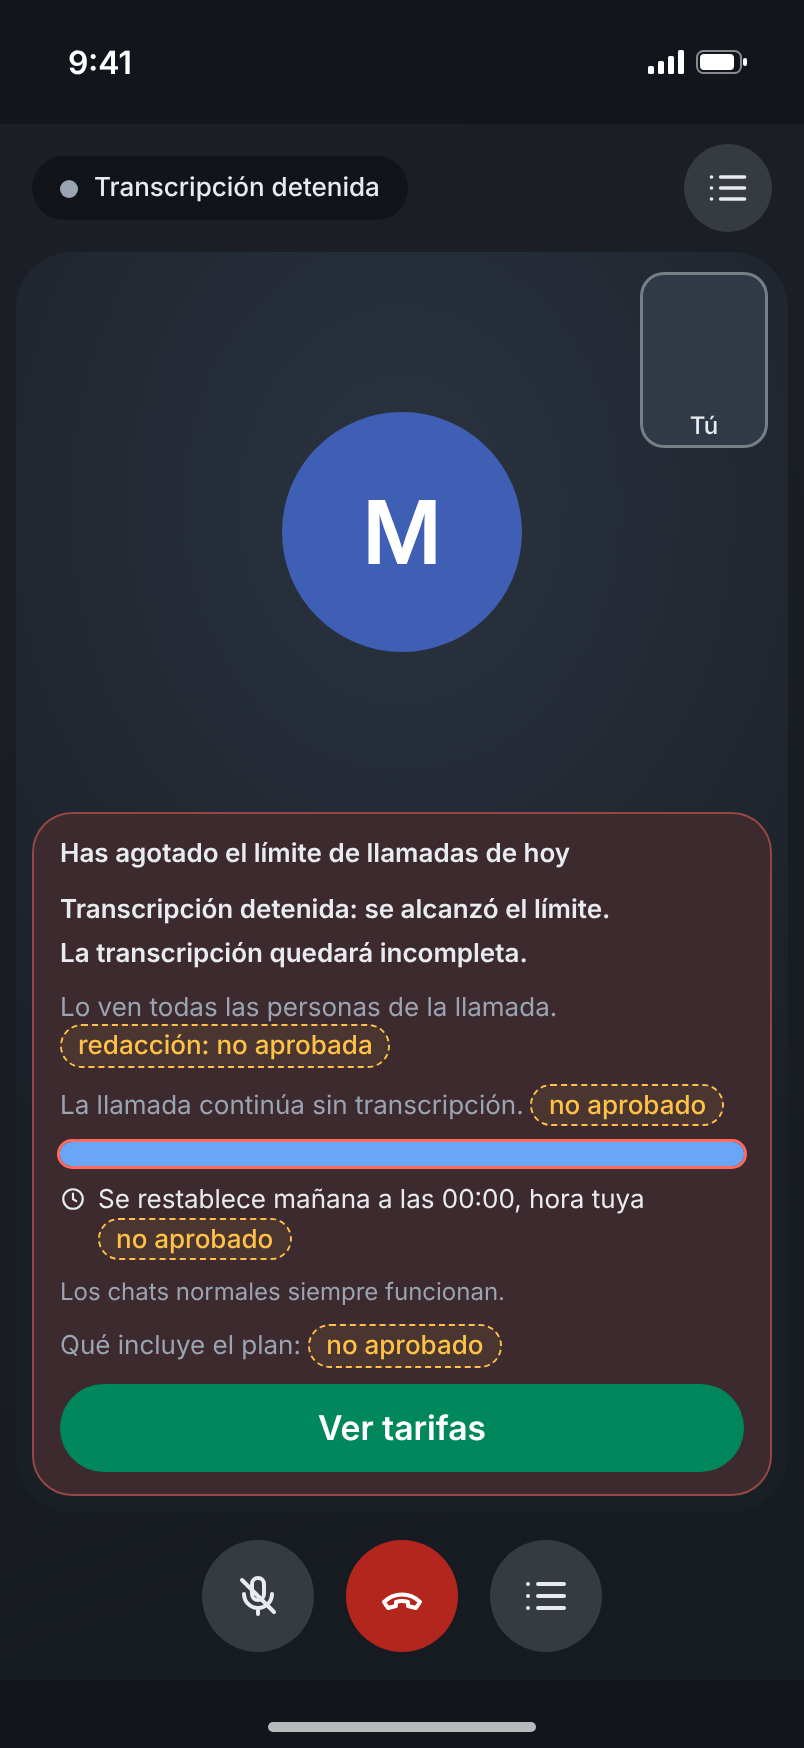 9:41
Transcripción detenida
Tú
M
Has agotado el límite de llamadas de hoy
Transcripción detenida: se alcanzó el límite.
La transcripción quedará incompleta.
Lo ven todas las personas de la llamada.
redacción: no aprobada
La llamada continúa sin transcripción. no aprobado
Se restablece mañana a las 00:00, hora tuya
no aprobado
Los chats normales siempre funcionan.
Qué incluye el plan: no aprobado
Ver tarifas